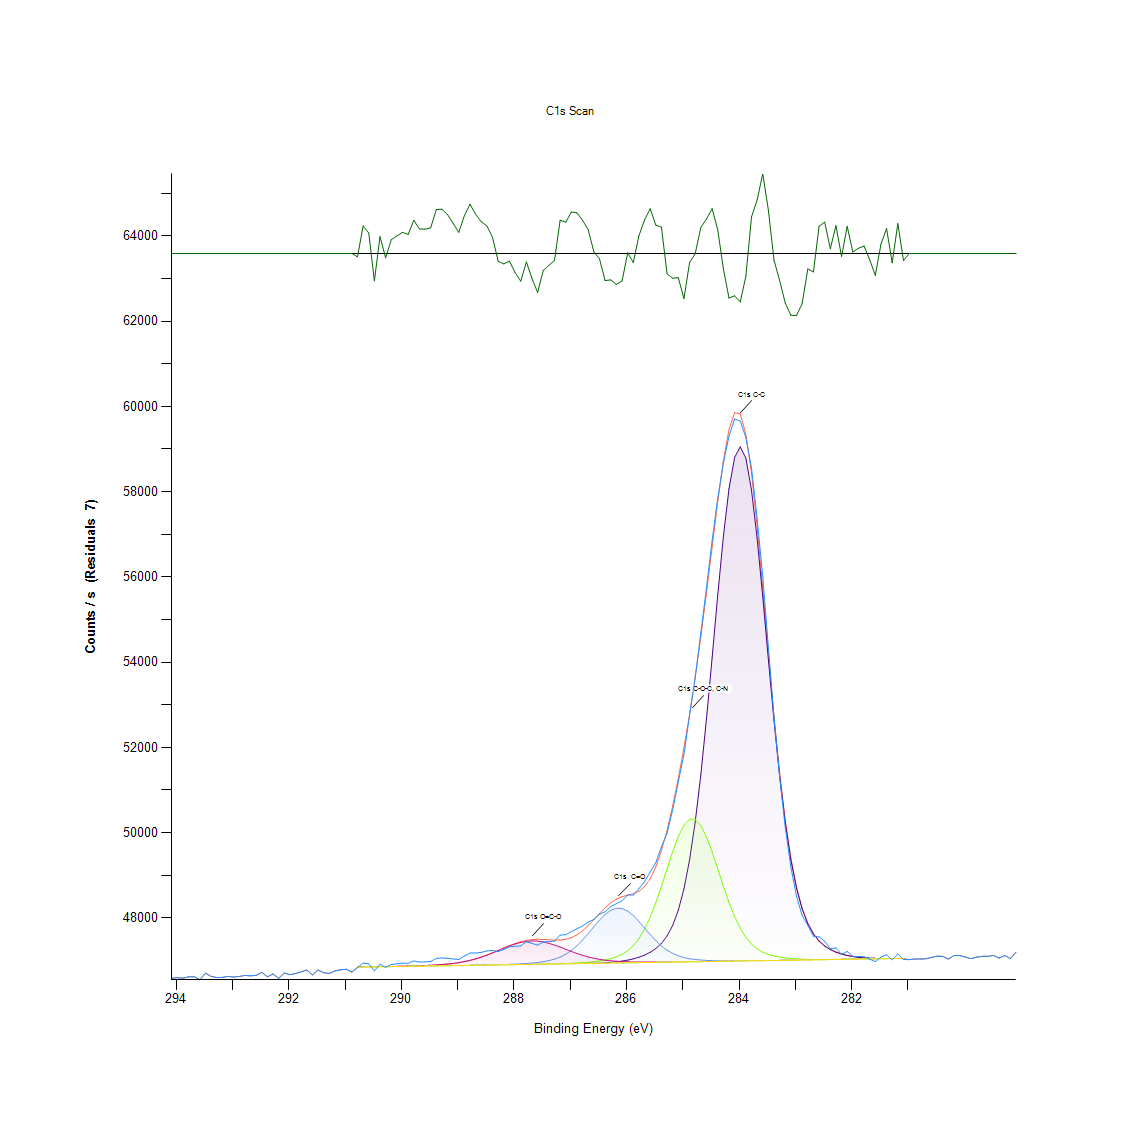 C1s Scan
64000
62000
60000
C1s C-C
58000
Counts / s (Residuals 7)
56000
54000
C1s C-O-C, C-N
52000
50000
C1s C=O
C1s O=C-O
48000
294 292 290 288 286 284 282
Binding Energy (eV)